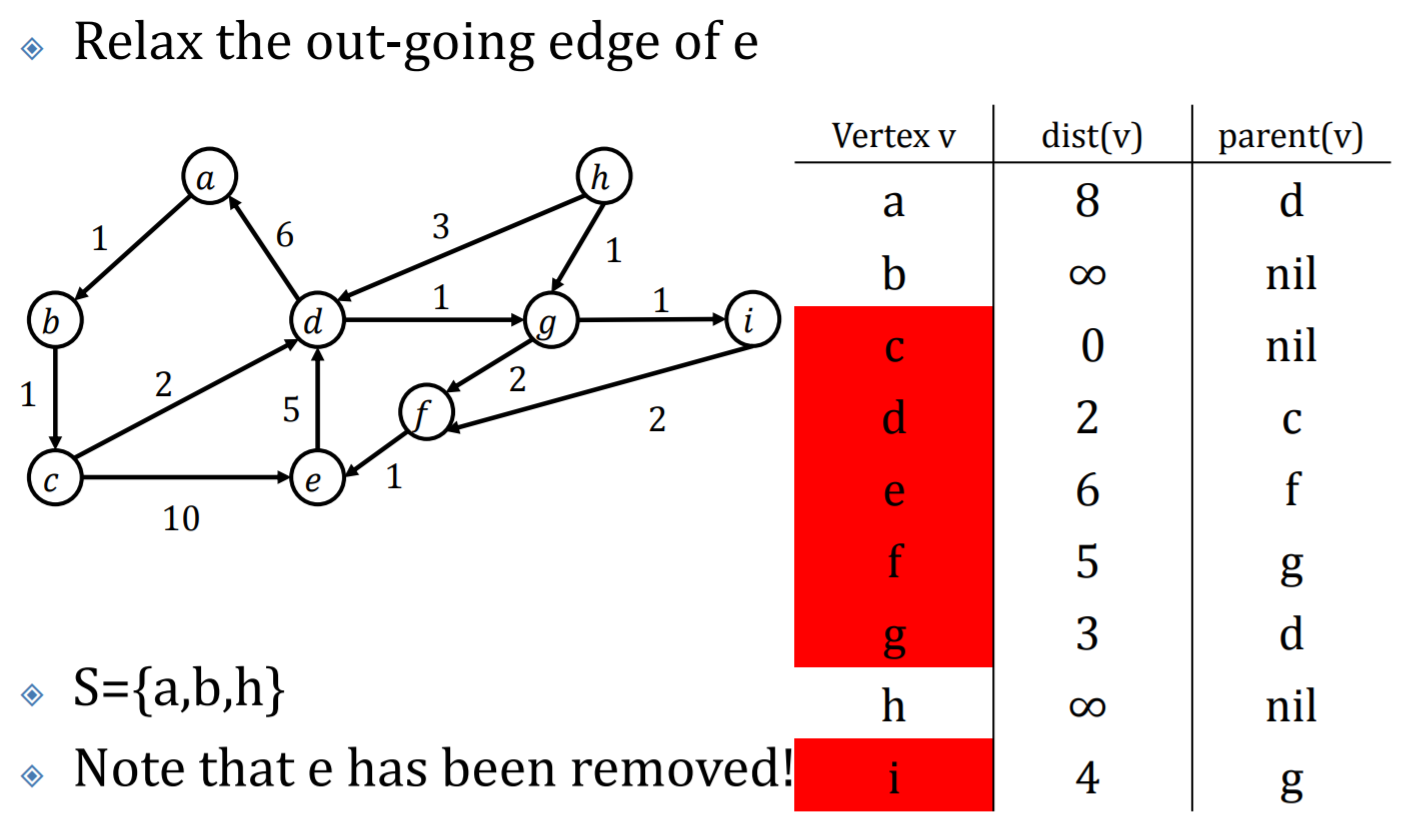 Relax the out-going edge of e
Vertex v dist(v) parent(v)
a 8 d
b ∞ nil
c 0 nil
d 2 c
e 6 f
f 5 g
g 3 d
h ∞ nil
i 4 g
a h
1 6 3 1
b d 1 g 1 i
1 2 5 f 2 2
c e 1
10
S={a,b,h}
Note that e has been removed!